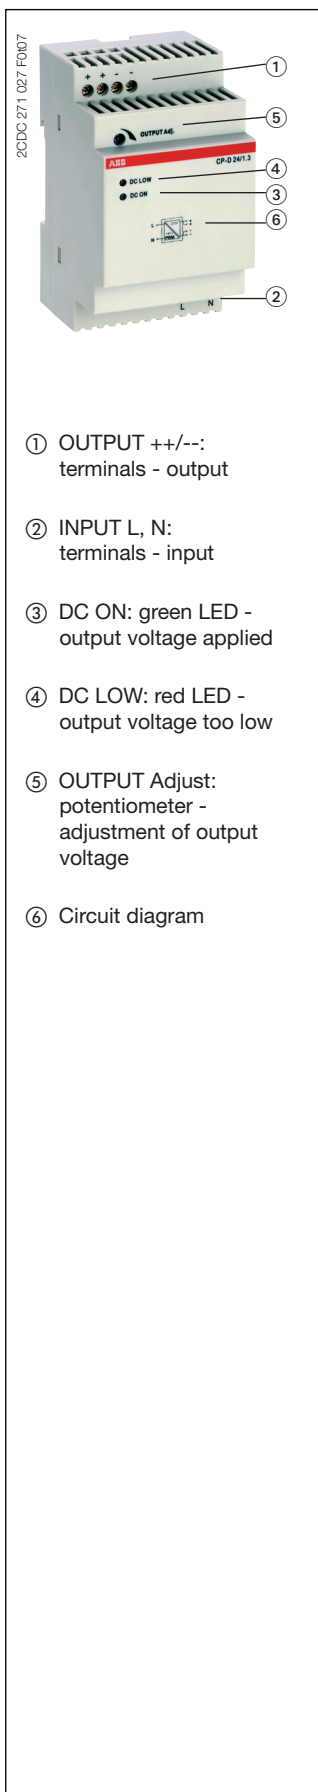 2CDC 271 027 F0t07
+ + - -
①
⑤
OUTPUT Adj.
ABB
CP-D 24/1.3
④
DC LOW
③
DC ON
⑥
L
N
②
L N
① OUTPUT ++/--:
terminals - output
② INPUT L, N:
terminals - input
③ DC ON: green LED -
output voltage applied
④ DC LOW: red LED -
output voltage too low
⑤ OUTPUT Adjust:
potentiometer -
adjustment of output
voltage
⑥ Circuit diagram